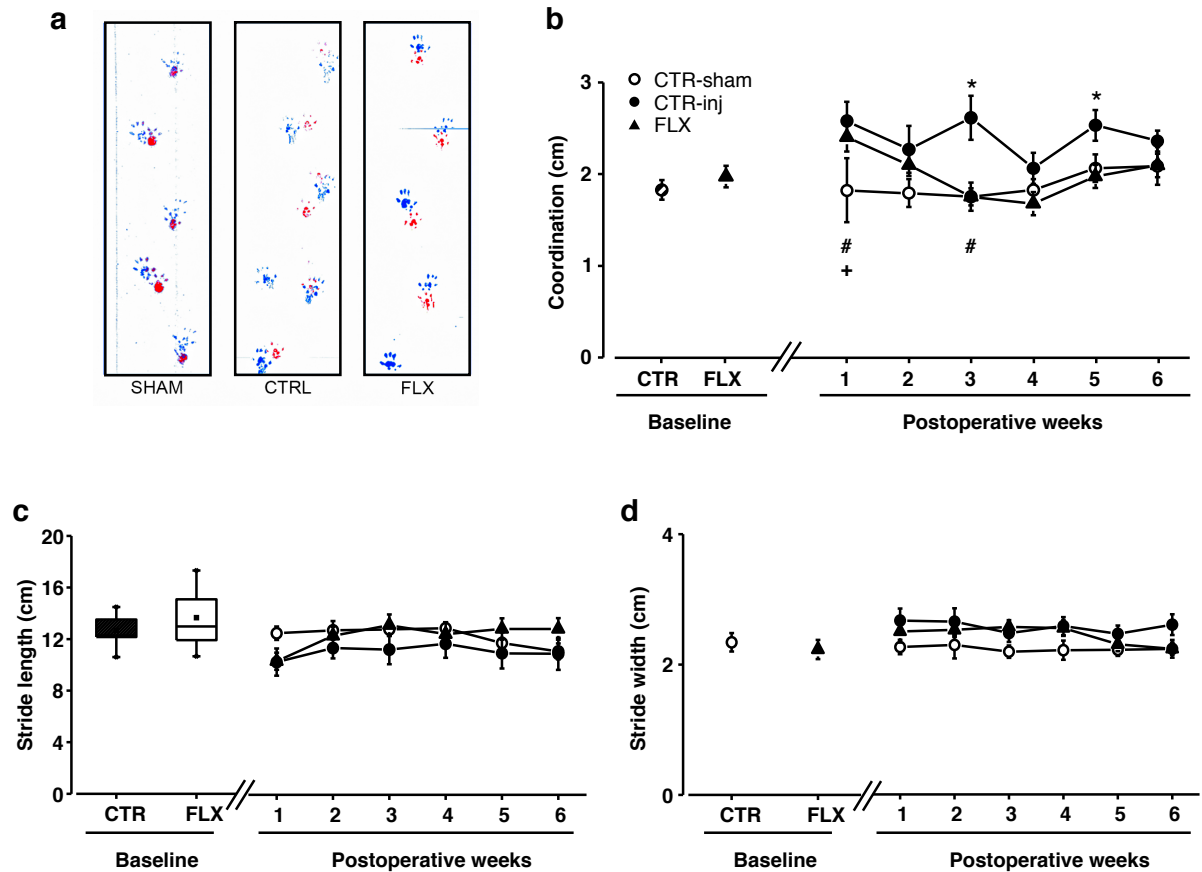 a
SHAM
CTRL
FLX
b
CTR-sham
CTR-inj
FLX
Coordination (cm)
3
2
1
0
*
*
#
#
+
CTR
FLX
1
2
3
4
5
6
Baseline
Postoperative weeks
c
Stride length (cm)
20
16
12
8
4
0
CTR
FLX
1
2
3
4
5
6
Baseline
Postoperative weeks
d
Stride width (cm)
4
2
0
CTR
FLX
1
2
3
4
5
6
Baseline
Postoperative weeks